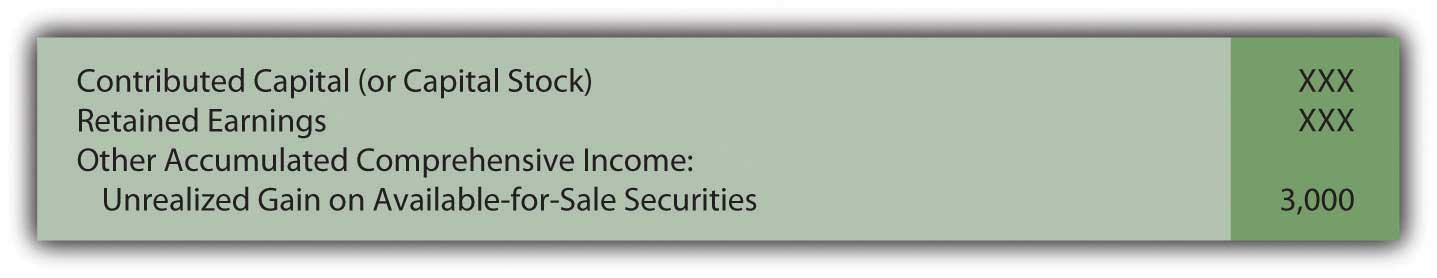 Contributed Capital (or Capital Stock) XXX
Retained Earnings XXX
Other Accumulated Comprehensive Income:
Unrealized Gain on Available-for-Sale Securities 3,000